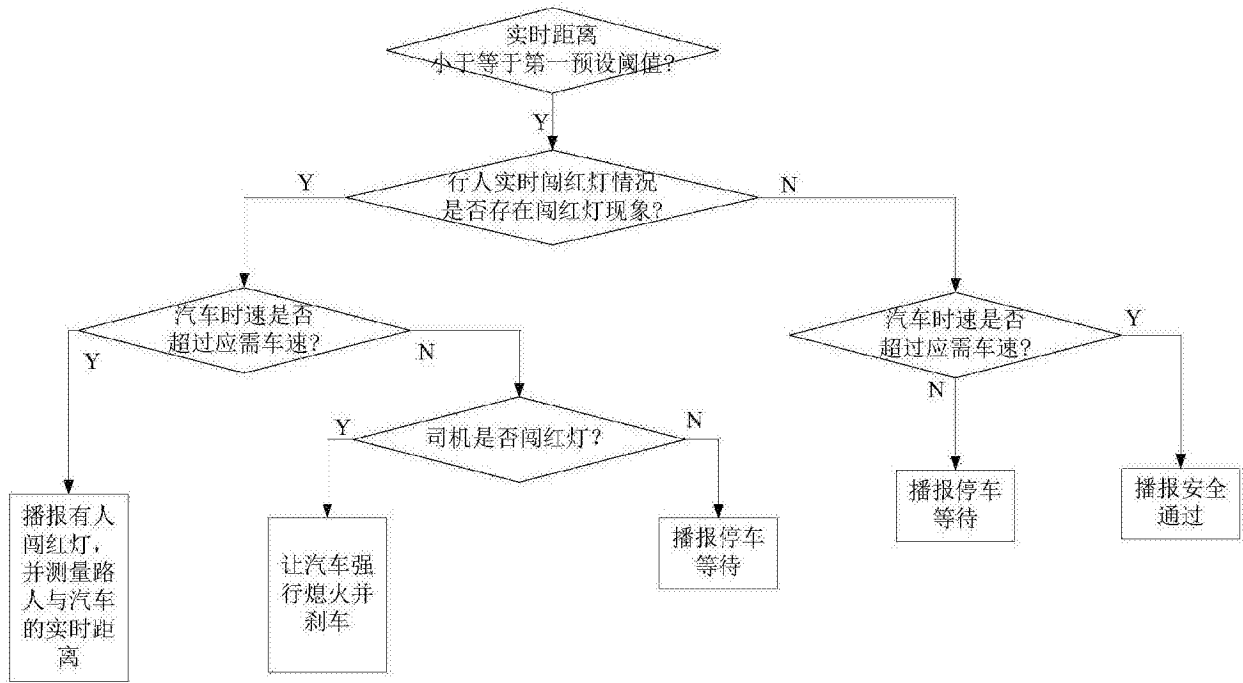 实时距离
小于等于第一预设阈值?
Y
行人实时闯红灯情况
是否存在闯红灯现象?
Y
N
汽车时速是否
超过应需车速?
Y
N
汽车时速是否
超过应需车速?
Y
N
司机是否闯红灯?
Y
N
播报有人
闯红灯,
并测量路
人与汽车
的实时距
离
让汽车强
行熄火并
刹车
播报停车
等待
播报停车
等待
播报安全
通过